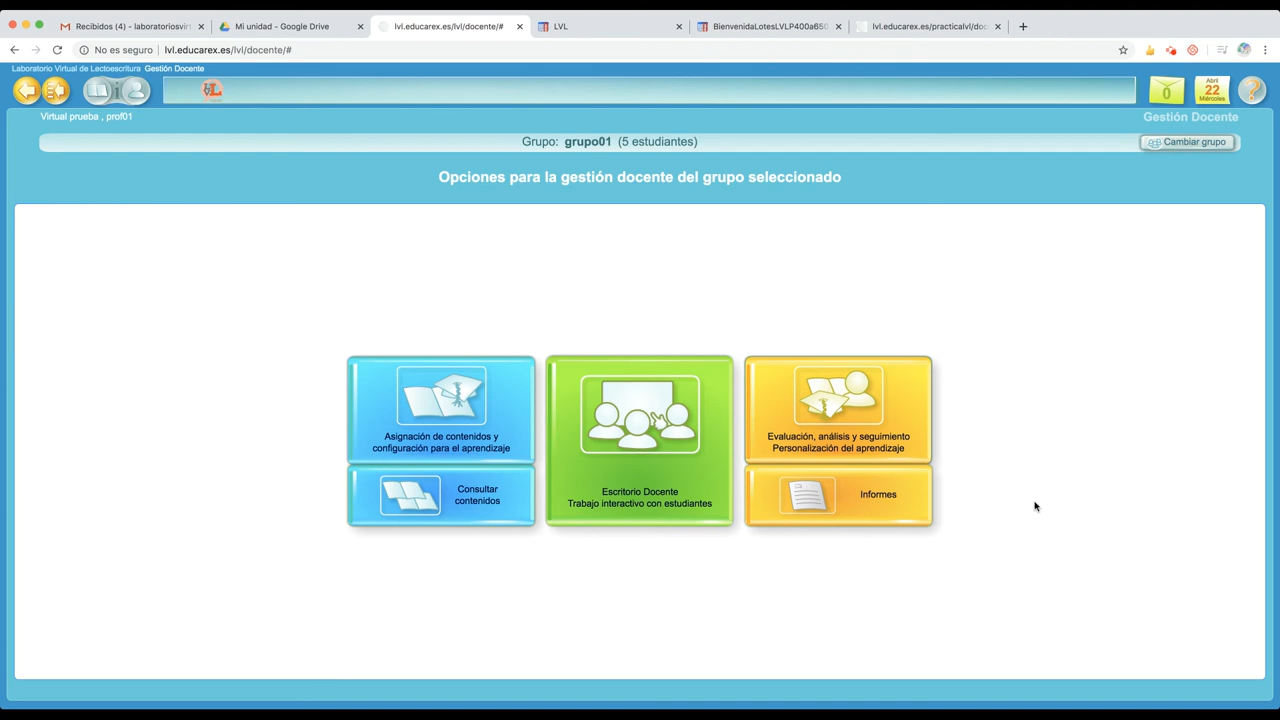 Recibidos (4) - laboratoriosvirt
Mi unidad - Google Drive
lvl.educarex.es/lvl/docente/#
LVL
BienvenidaLotesLVLP400a650
lvl.educarex.es/practicalvl/doc
No es seguro
lvl.educarex.es/lvl/docente/#
Laboratorio Virtual de Lectoescritura Gestión Docente
i
0
Abril
22
Miércoles
?
Virtual prueba , prof01
Gestión Docente
Grupo: grupo01 (5 estudiantes)
Cambiar grupo
Opciones para la gestión docente del grupo seleccionado
Asignación de contenidos y
configuración para el aprendizaje
Consultar
contenidos
Escritorio Docente
Trabajo interactivo con estudiantes
Evaluación, análisis y seguimiento
Personalización del aprendizaje
Informes